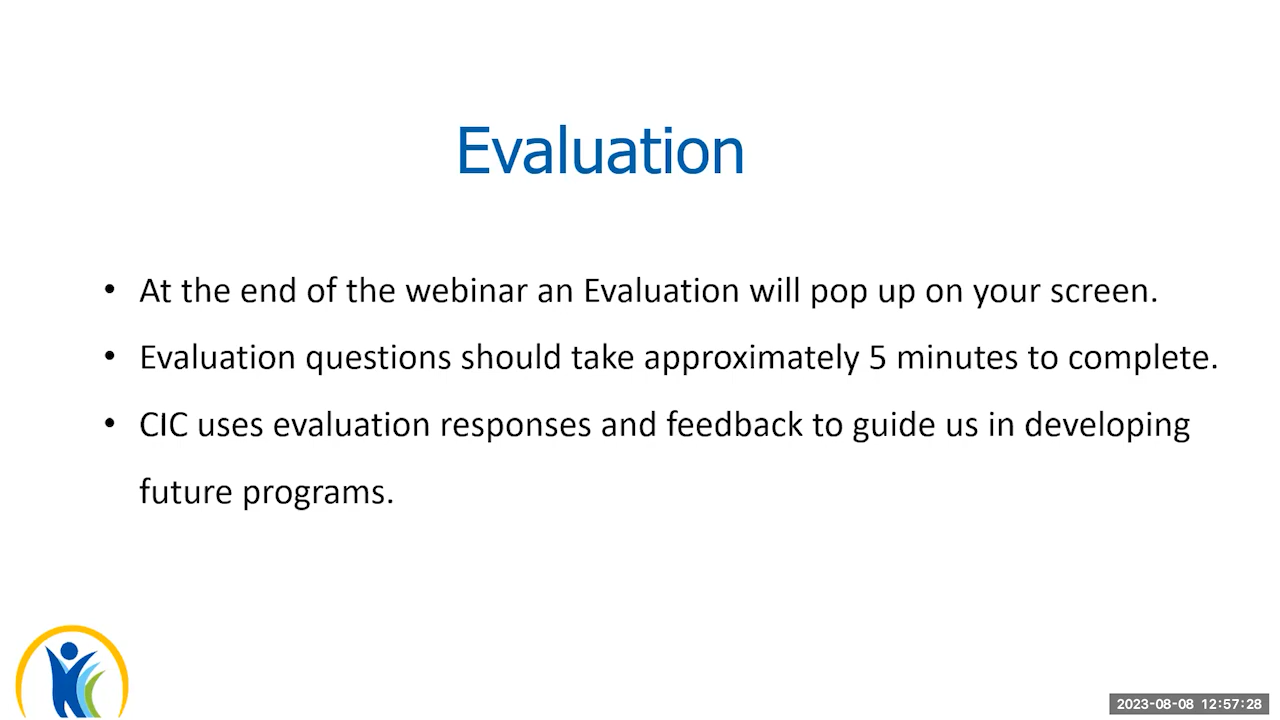 Evaluation
• At the end of the webinar an Evaluation will pop up on your screen.
• Evaluation questions should take approximately 5 minutes to complete.
• CIC uses evaluation responses and feedback to guide us in developing
future programs.
2023-08-08 12:57:28